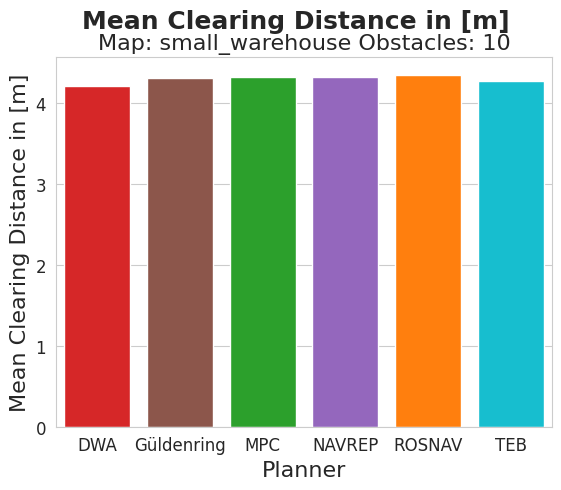 Mean Clearing Distance in [m]
Map: small_warehouse Obstacles: 10
Mean Clearing Distance in [m]
4
3
2
1
0
DWA Güldenring MPC NAVREP ROSNAV TEB
Planner